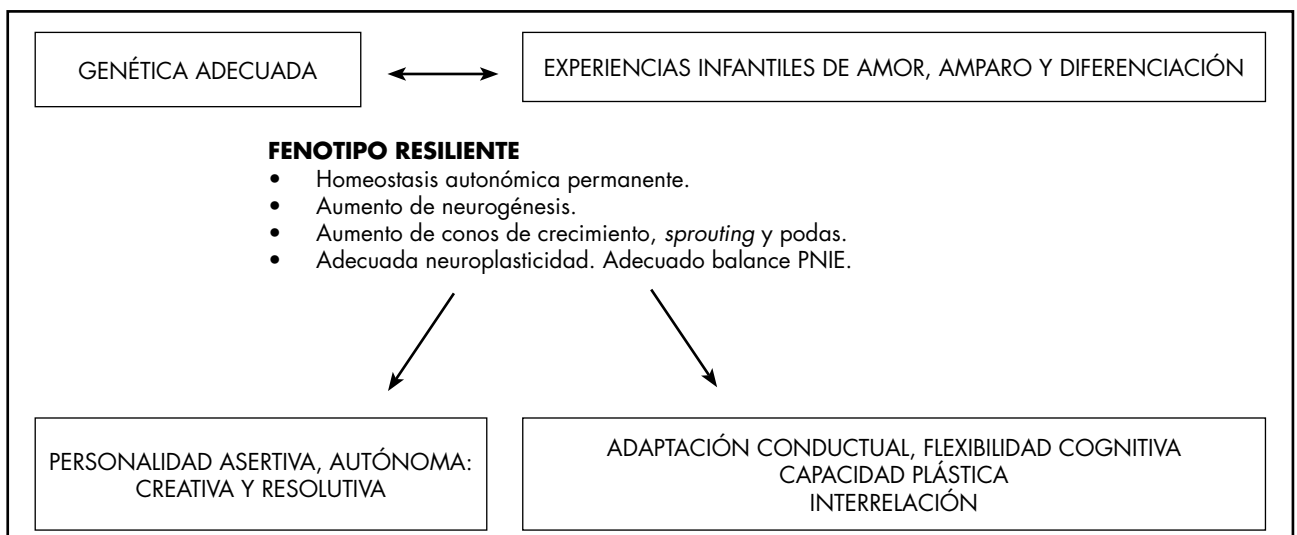 GENÉTICA ADECUADA
EXPERIENCIAS INFANTILES DE AMOR, AMPARO Y DIFERENCIACIÓN
FENOTIPO RESILIENTE
• Homeostasis autonómica permanente.
• Aumento de neurogénesis.
• Aumento de conos de crecimiento, sprouting y podas.
• Adecuada neuroplasticidad. Adecuado balance PNIE.
PERSONALIDAD ASERTIVA, AUTÓNOMA:
CREATIVA Y RESOLUTIVA
ADAPTACIÓN CONDUCTUAL, FLEXIBILIDAD COGNITIVA
CAPACIDAD PLÁSTICA
INTERRELACIÓN